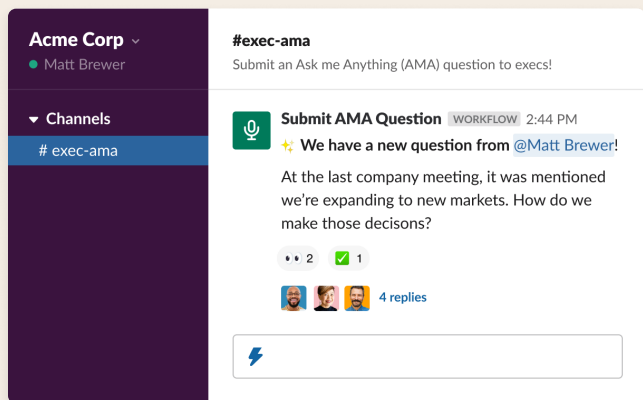 Acme Corp
Matt Brewer
Channels
# exec-ama
#exec-ama
Submit an Ask me Anything (AMA) question to execs!
Submit AMA Question WORKFLOW 2:44 PM
✨ We have a new question from @Matt Brewer!
At the last company meeting, it was mentioned
we’re expanding to new markets. How do we
make those decisons?
👀 2 ✅ 1
4 replies